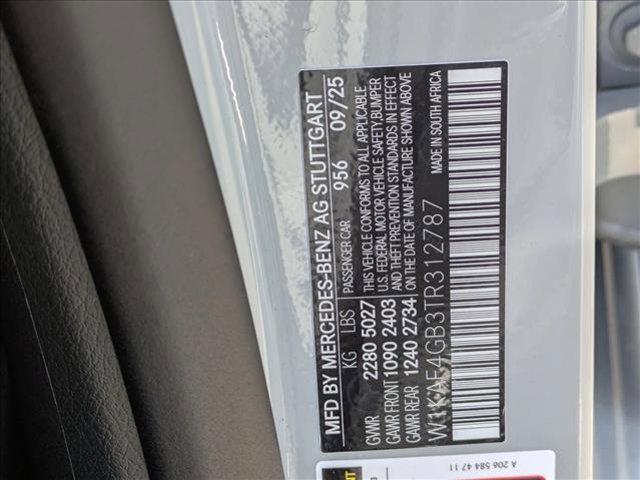 MFD BY MERCEDES-BENZ AG STUTTGART
956 09/25
KG LBS PASSENGER CAR
GVWR 2280 5027
GAWR FRONT 1090 2403
GAWR REAR 1240 2734
THIS VEHICLE CONFORMS TO ALL APPLICABLE
U.S. FEDERAL MOTOR VEHICLE SAFETY, BUMPER
AND THEFT PREVENTION STANDARDS IN EFFECT
ON THE DATE OF MANUFACTURE SHOWN ABOVE
W1KAF4GB3TR312787
MADE IN SOUTH AFRICA
A 206 584 47 11